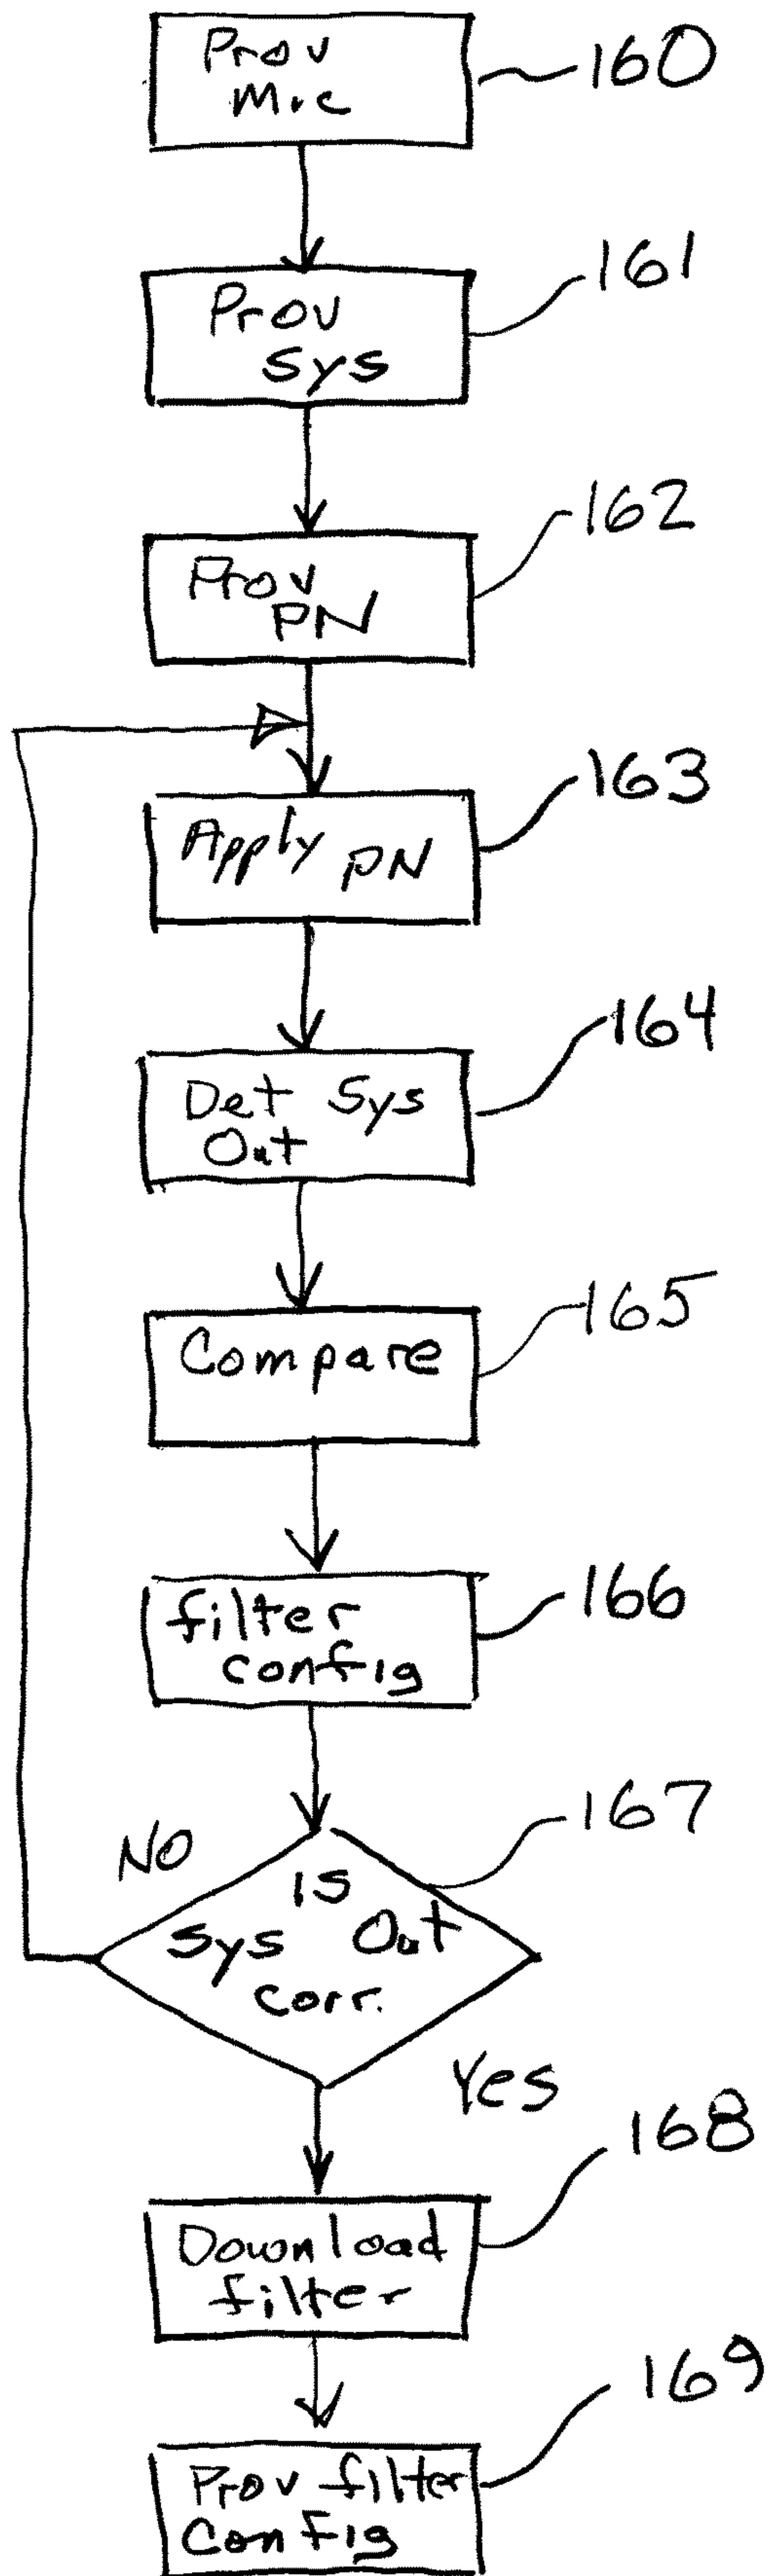 Prov
Mic
160
161
Prov
Sys
162
Prov
PN
163
Apply PN
164
Det Sys
Out
165
Compare
166
filter
config
167
NO
Is
Sys Out
corr.
Yes
168
Download
filter
169
Prov filter
Config